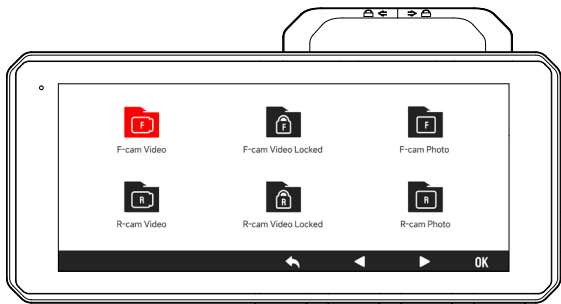 F F F
F-cam Video F-cam Video Locked F-cam Photo
R R R
R-cam Video R-cam Video Locked R-cam Photo
OK